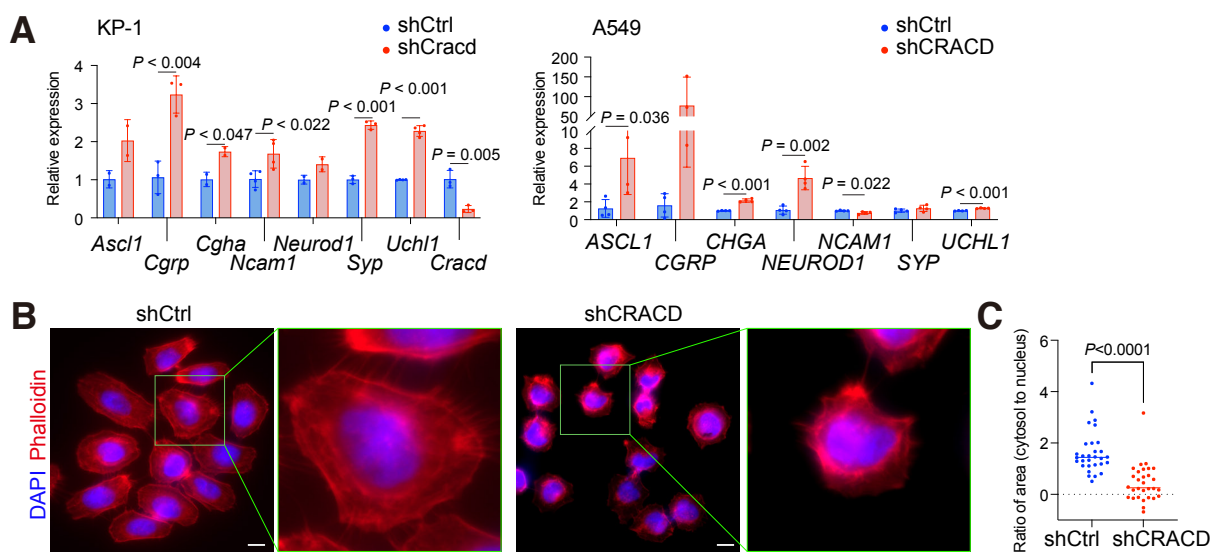 A
KP-1
shCtrl
shCracd
Relative expression
4
3
2
1
0
P < 0.004
P < 0.047
P < 0.022
P < 0.001
P < 0.001
P = 0.005
Ascl1
Cgrp
Cgha
Ncam1
Neurod1
Syp
Uchl1
Cracd
A549
shCtrl
shCRACD
Relative expression
200
150
100
50
10
8
6
4
2
0
P = 0.036
P < 0.001
P = 0.002
P = 0.022
P < 0.001
ASCL1
CGRP
CHGA
NEUROD1
NCAM1
SYP
UCHL1
B
shCtrl
shCRACD
DAPI Phalloidin
C
Ratio of area (cytosol to nucleus)
6
4
2
0
P<0.0001
shCtrl
shCRACD